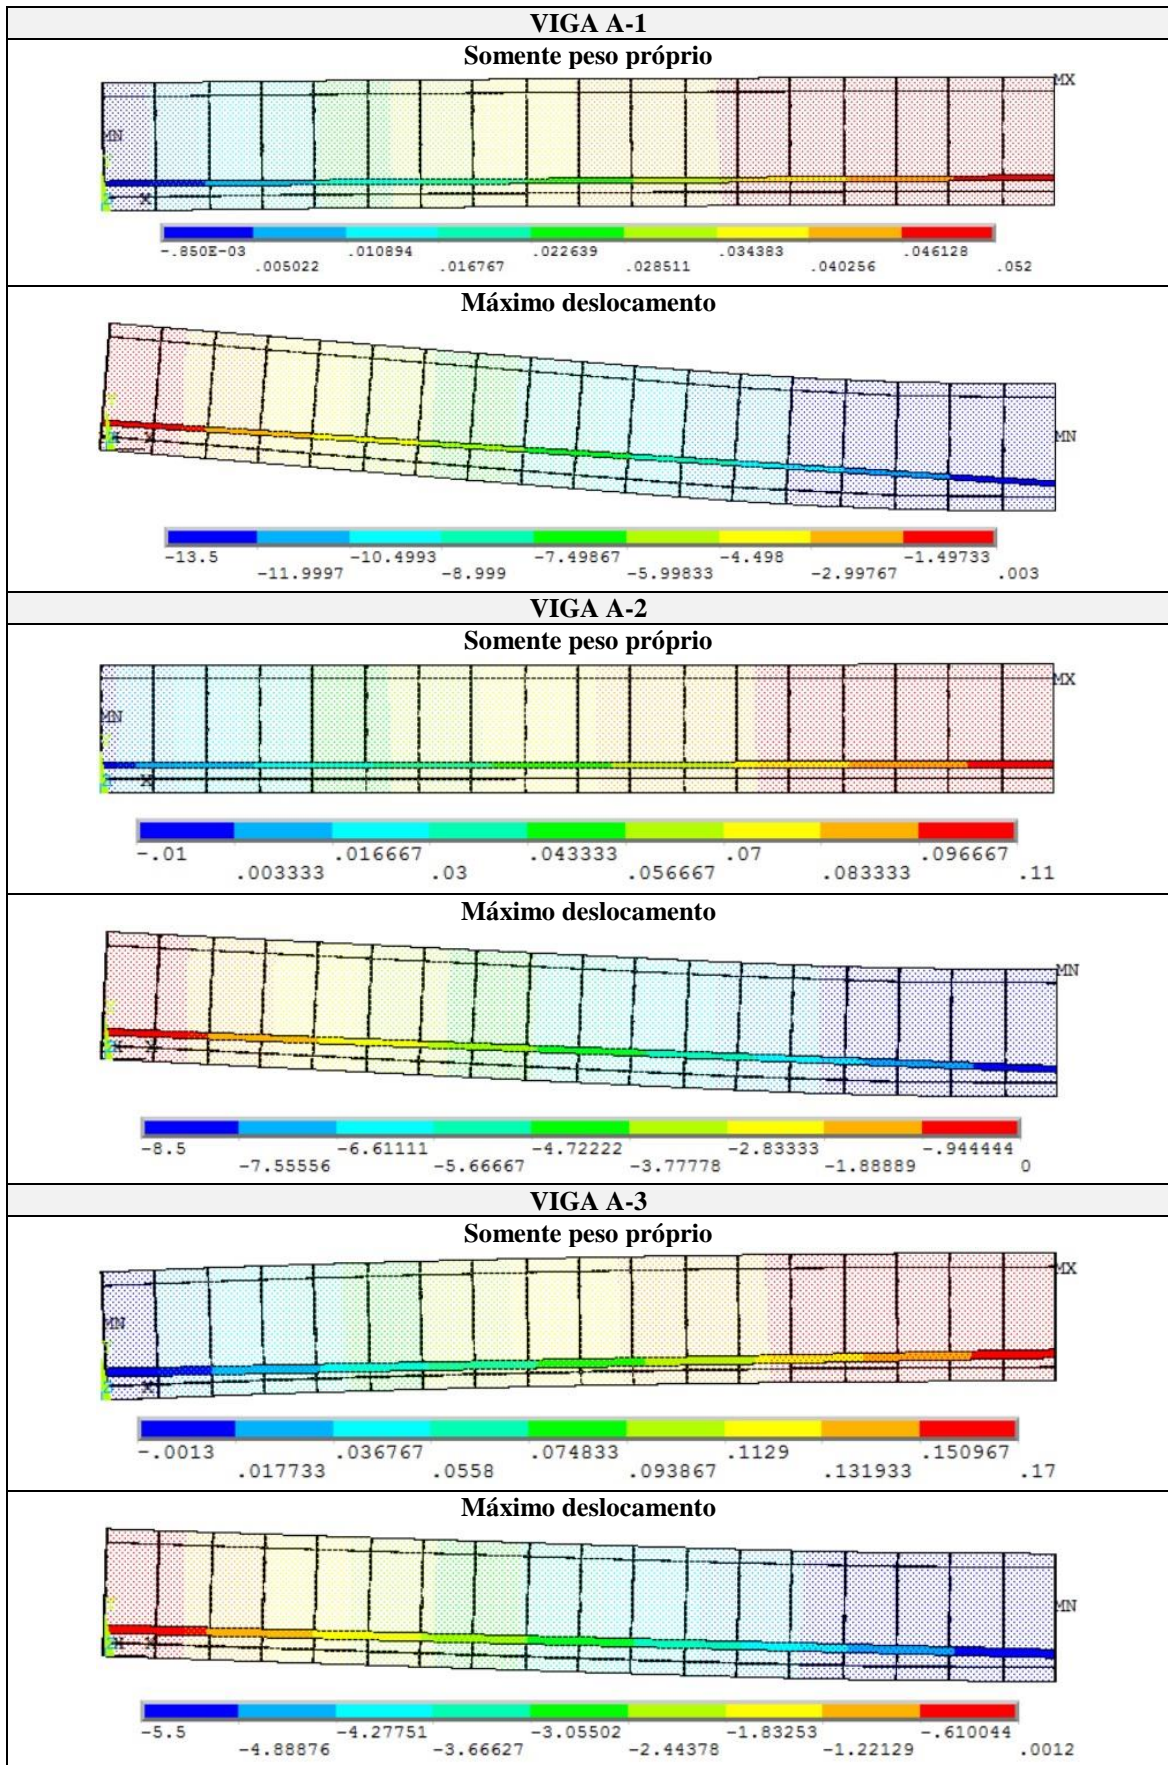 VIGA A-1
Somente peso próprio
MX
MN
X
-.850E-03 .010894 .022639 .034383 .046128
.005022 .016767 .028511 .040256 .052
Máximo deslocamento
MN
X
-13.5 -10.4993 -7.49867 -4.498 -1.49733
-11.9997 -8.999 -5.99833 -2.99767 .003
VIGA A-2
Somente peso próprio
MX
MN
X
-.01 .016667 .043333 .07 .096667
.003333 .03 .056667 .083333 .11
Máximo deslocamento
MN
X
-8.5 -6.61111 -4.72222 -2.83333 -.944444
-7.55556 -5.66667 -3.77778 -1.88889 0
VIGA A-3
Somente peso próprio
MX
MN
X
-.0013 .036767 .074833 .1129 .150967
.017733 .0558 .093867 .131933 .17
Máximo deslocamento
MN
X
-5.5 -4.27751 -3.05502 -1.83253 -.610044
-4.88876 -3.66627 -2.44378 -1.22129 .0012